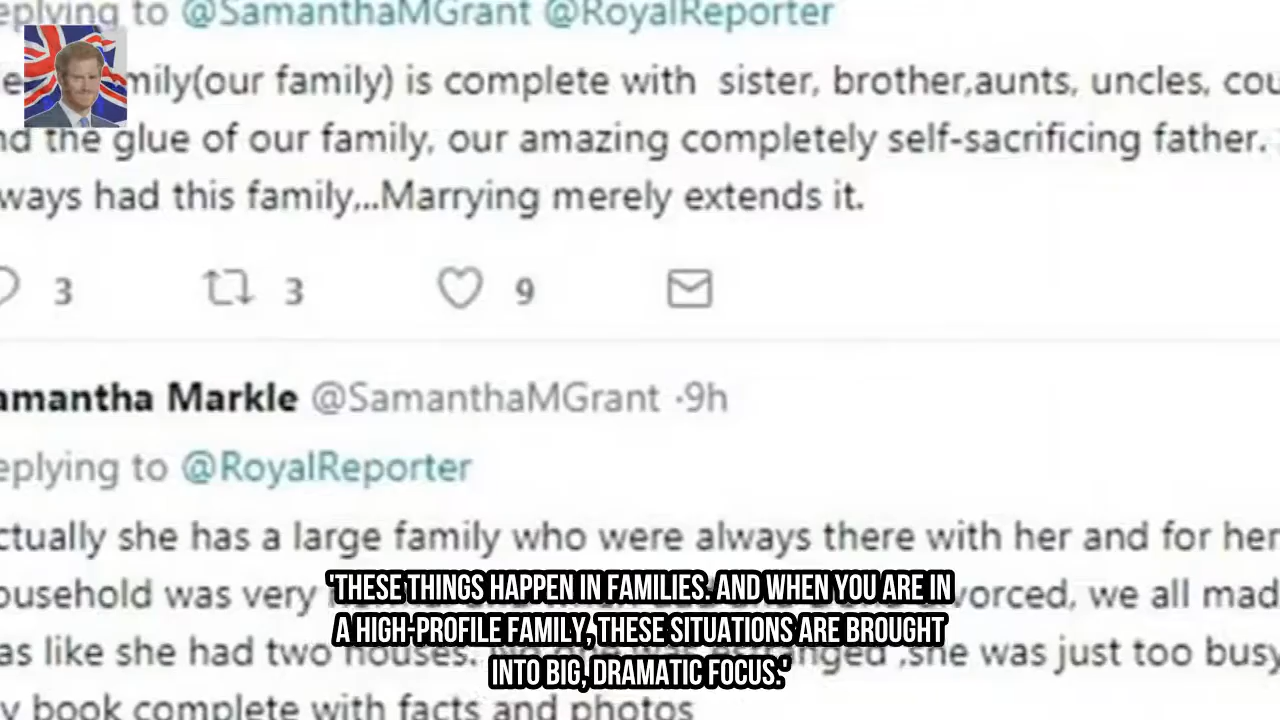 eplying to @SamanthaMGrant @RoyalReporter
mily(our family) is complete with sister, brother,aunts, uncles, cou
nd the glue of our family, our amazing completely self-sacrificing father.
ways had this family...Marrying merely extends it.
3 3 9
amantha Markle @SamanthaMGrant ·9h
eplying to @RoyalReporter
ctually she has a large family who were always there with her and for her
ousehold was very vorced, we all mad
as like she had two houses. No one was estranged ,she was just too busy
y book complete with facts and photos
'THESE THINGS HAPPEN IN FAMILIES. AND WHEN YOU ARE IN
A HIGH-PROFILE FAMILY, THESE SITUATIONS ARE BROUGHT
INTO BIG, DRAMATIC FOCUS.'